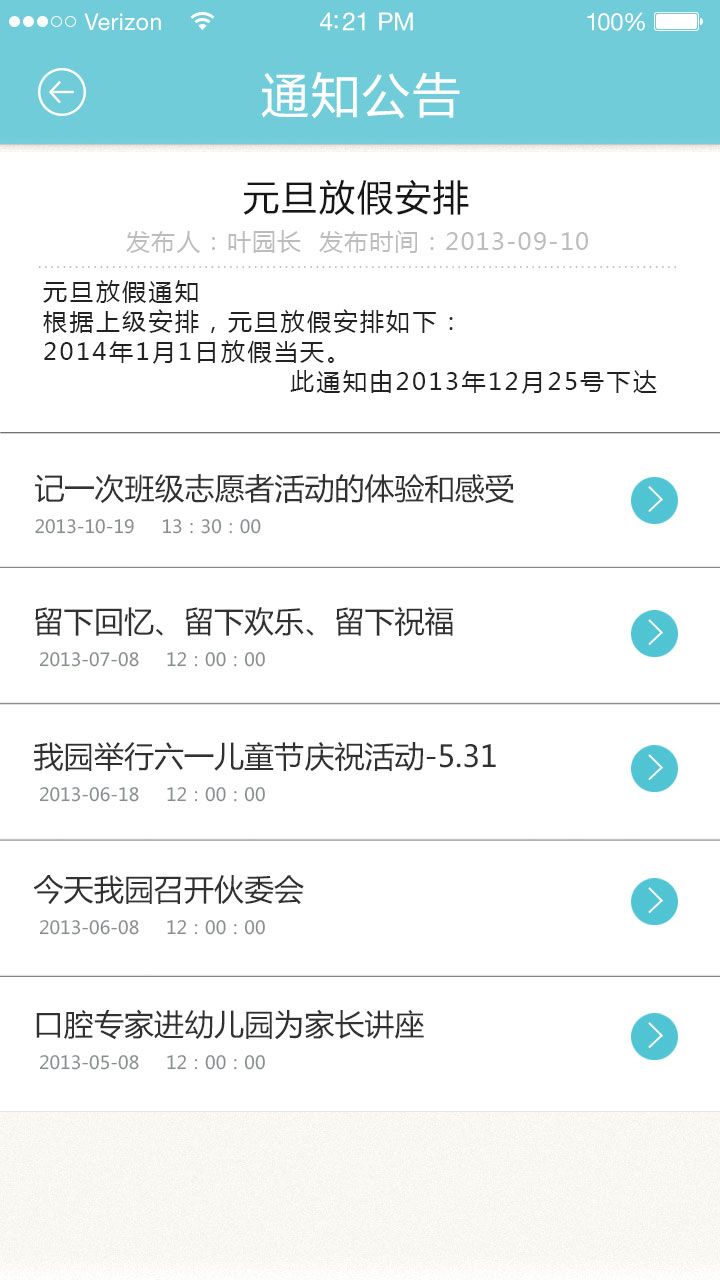 Verizon 4:21 PM 100%
通知公告
元旦放假安排
发布人：叶园长 发布时间：2013-09-10
元旦放假通知
根据上级安排，元旦放假安排如下：
2014年1月1日放假当天。
此通知由2013年12月25号下达
记一次班级志愿者活动的体验和感受
2013-10-19 13：30：00
留下回忆、留下欢乐、留下祝福
2013-07-08 12：00：00
我园举行六一儿童节庆祝活动-5.31
2013-06-18 12：00：00
今天我园召开伙委会
2013-06-08 12：00：00
口腔专家进幼儿园为家长讲座
2013-05-08 12：00：00